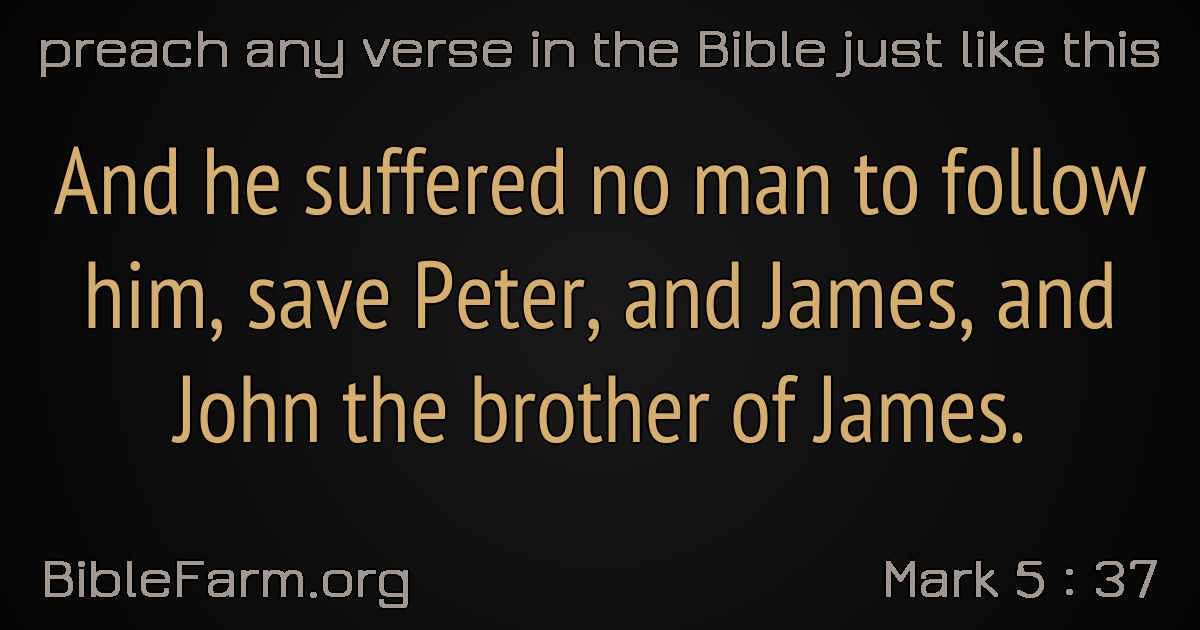 preach any verse in the Bible just like this
And he suffered no man to follow
him, save Peter, and James, and
John the brother of James.
BibleFarm.org
Mark 5 : 37